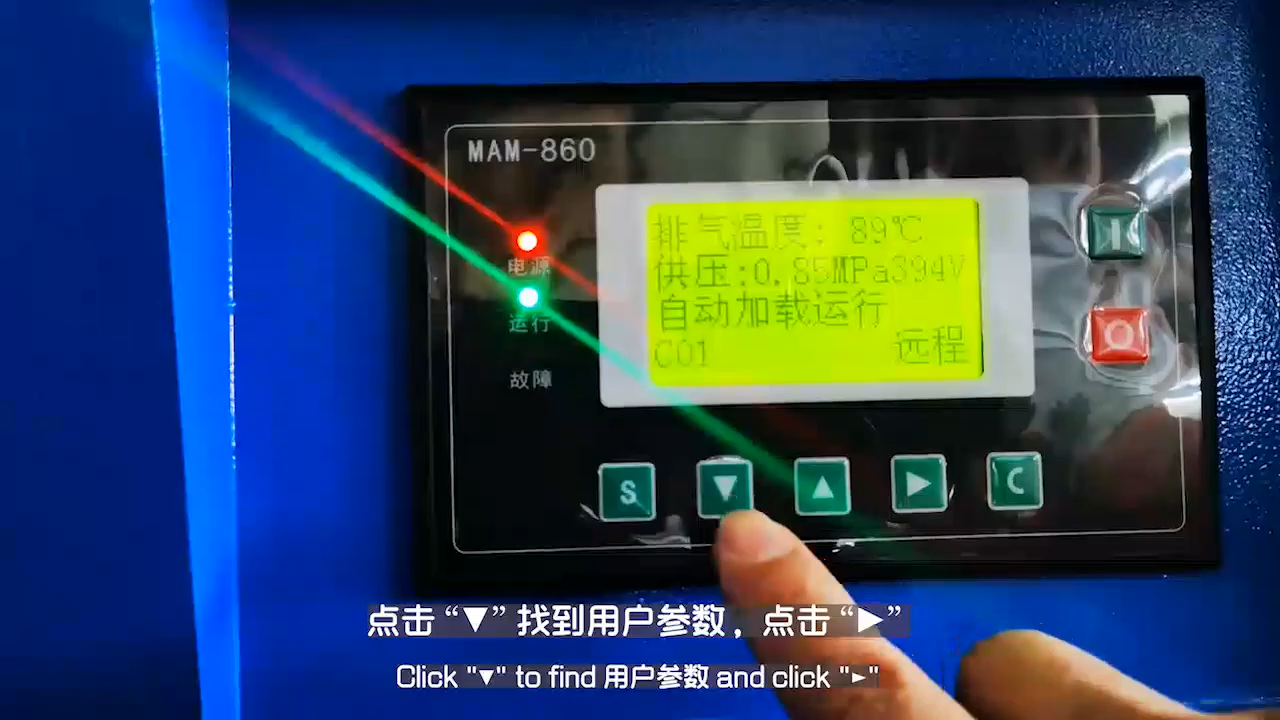 MAM-860
电源
运行
故障
排气温度: 89℃
供压:0.85MPa394V
自动加载运行
C01 远程
S ▼ ▲ ▶ C
点击“▼”找到用户参数，点击“▶”
Click "▼" to find 用户参数 and click "►"